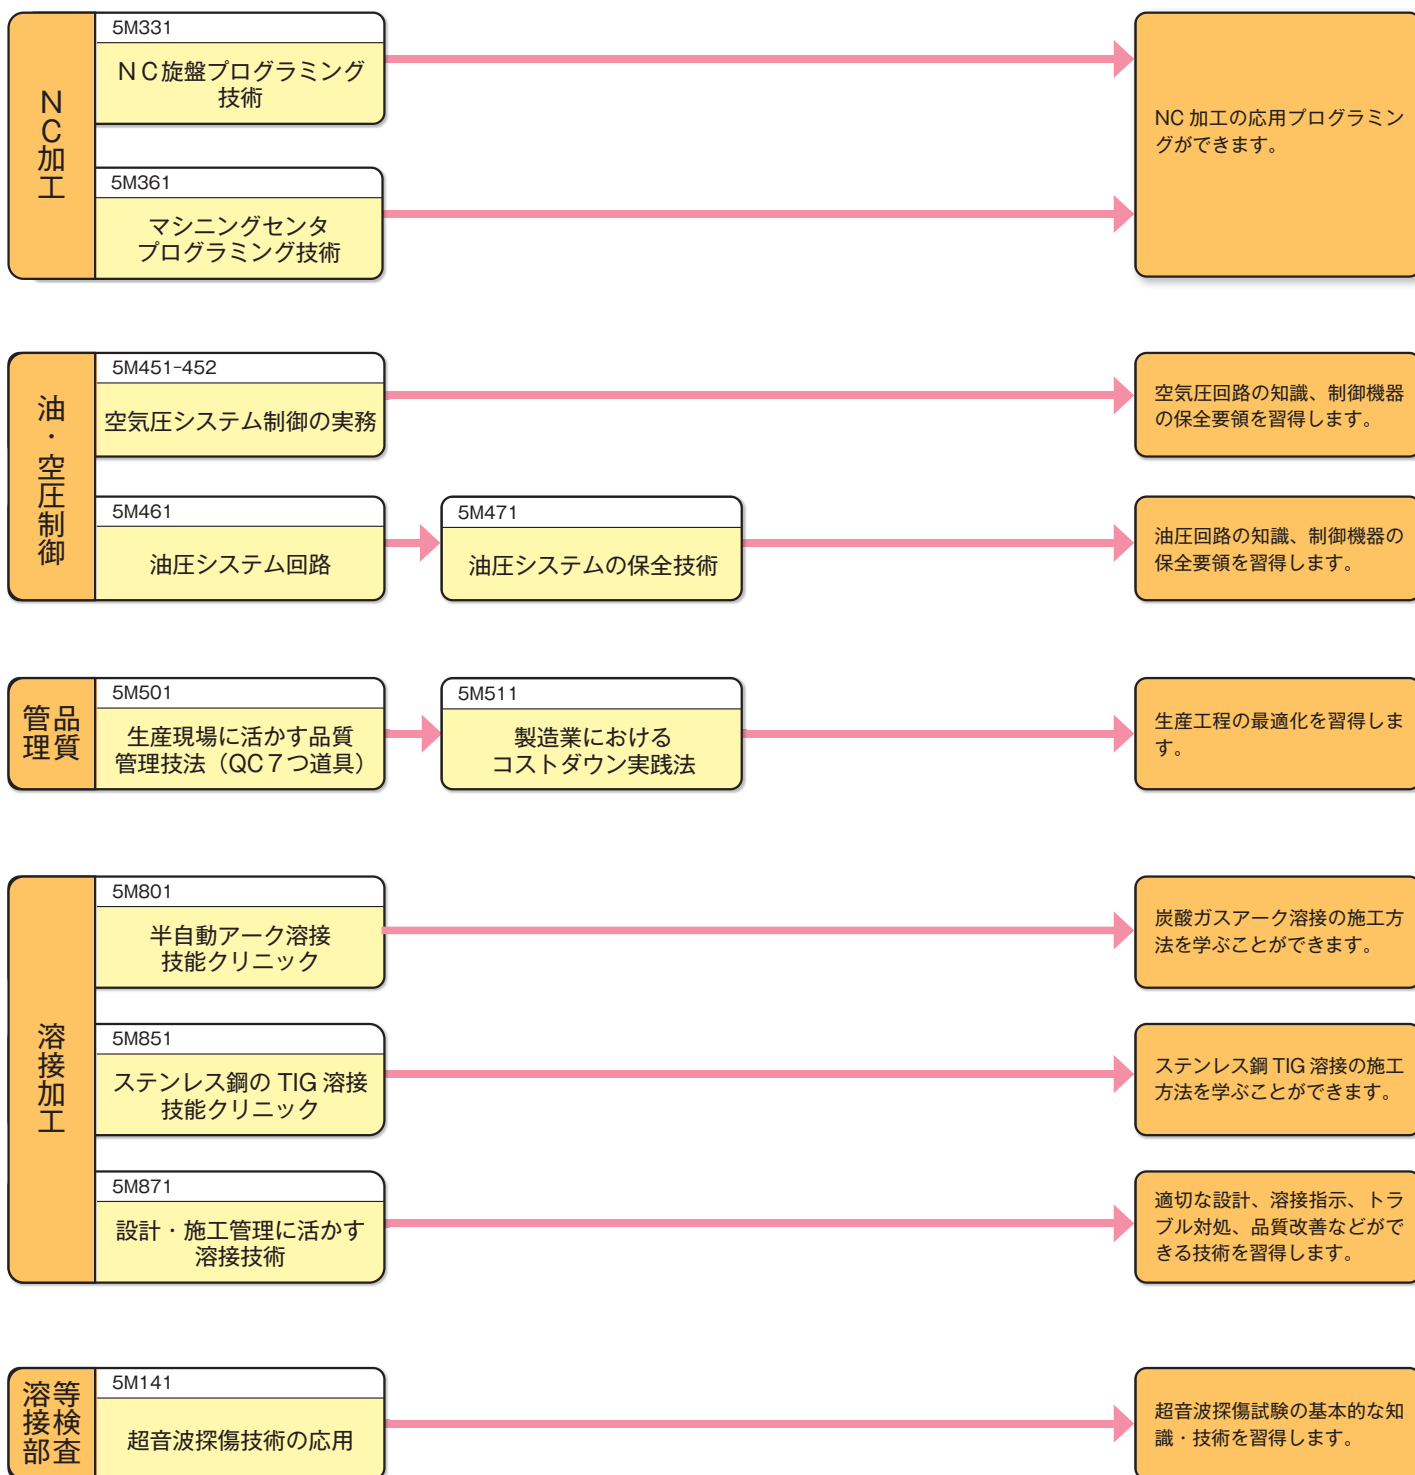 NC加工
5M331
ＮＣ旋盤プログラミング
技術
5M361
マシニングセンタ
プログラミング技術
NC 加工の応用プログラミン
グができます。
油・空圧制御
5M451-452
空気圧システム制御の実務
空気圧回路の知識、制御機器
の保全要領を習得します。
5M461
油圧システム回路
5M471
油圧システムの保全技術
油圧回路の知識、制御機器の
保全要領を習得します。
品質
管理
5M501
生産現場に活かす品質
管理技法（QC７つ道具）
5M511
製造業における
コストダウン実践法
生産工程の最適化を習得しま
す。
溶接加工
5M801
半自動アーク溶接
技能クリニック
炭酸ガスアーク溶接の施工方
法を学ぶことができます。
5M851
ステンレス鋼の TIG 溶接
技能クリニック
ステンレス鋼 TIG 溶接の施工
方法を学ぶことができます。
5M871
設計・施工管理に活かす
溶接技術
適切な設計、溶接指示、トラ
ブル対処、品質改善などがで
きる技術を習得します。
等検査
溶接部
5M141
超音波探傷技術の応用
超音波探傷試験の基本的な知
識・技術を習得します。